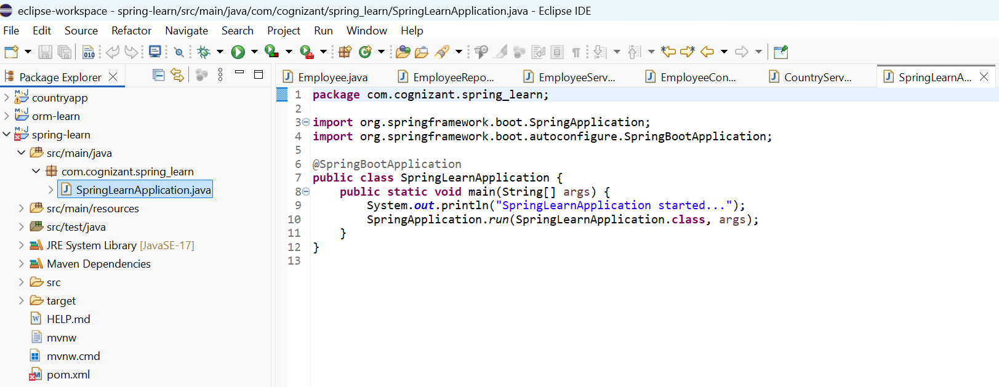 eclipse-workspace - spring-learn/src/main/java/com/cognizant/spring_learn/SpringLearnApplication.java - Eclipse IDE
File Edit Source Refactor Navigate Search Project Run Window Help
Package Explorer
countryapp
orm-learn
spring-learn
src/main/java
com.cognizant.spring_learn
SpringLearnApplication.java
src/main/resources
src/test/java
JRE System Library [JavaSE-17]
Maven Dependencies
src
target
HELP.md
mvnw
mvnw.cmd
pom.xml
Employee.java EmployeeRepo... EmployeeServ... EmployeeCon... CountryServ... SpringLearnA...
1 package com.cognizant.spring_learn;
2
3 import org.springframework.boot.SpringApplication;
4 import org.springframework.boot.autoconfigure.SpringBootApplication;
5
6 @SpringBootApplication
7 public class SpringLearnApplication {
8 public static void main(String[] args) {
9 System.out.println("SpringLearnApplication started...");
10 SpringApplication.run(SpringLearnApplication.class, args);
11 }
12 }
13